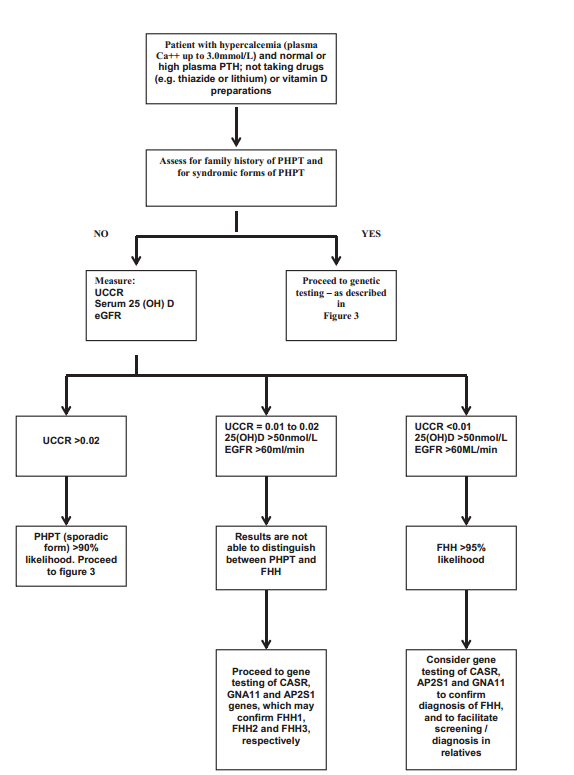 Patient with hypercalcemia (plasma
Ca++ up to 3.0mmol/L) and normal or
high plasma PTH; not taking drugs
(e.g. thiazide or lithium) or vitamin D
preparations
Assess for family history of PHPT and
for syndromic forms of PHPT
NO
YES
Measure:
UCCR
Serum 25 (OH) D
eGFR
Proceed to genetic
testing – as described
in
Figure 3
UCCR >0.02
UCCR = 0.01 to 0.02
25(OH)D >50nmol/L
EGFR >60ml/min
UCCR <0.01
25(OH)D >50nmol/L
EGFR >60ML/min
PHPT (sporadic
form) >90%
likelihood. Proceed
to figure 3
Results are not
able to distinguish
between PHPT and
FHH
FHH >95%
likelihood
Proceed to gene
testing of CASR,
GNA11 and AP2S1
genes, which may
confirm FHH1,
FHH2 and FHH3,
respectively
Consider gene
testing of CASR,
AP2S1 and GNA11
to confirm
diagnosis of FHH,
and to facilitate
screening /
diagnosis in
relatives